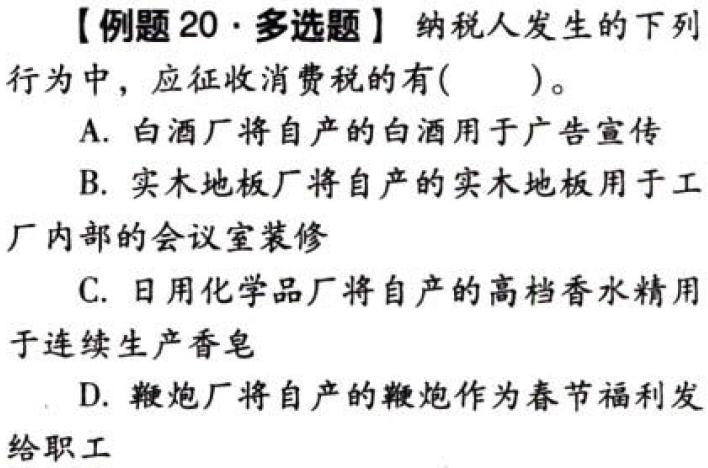 【例题 20·多选题】 纳税人发生的下列
行为中，应征收消费税的有(　　)。
A. 白酒厂将自产的白酒用于广告宣传
B. 实木地板厂将自产的实木地板用于工
厂内部的会议室装修
C. 日用化学品厂将自产的高档香水精用
于连续生产香皂
D. 鞭炮厂将自产的鞭炮作为春节福利发
给职工